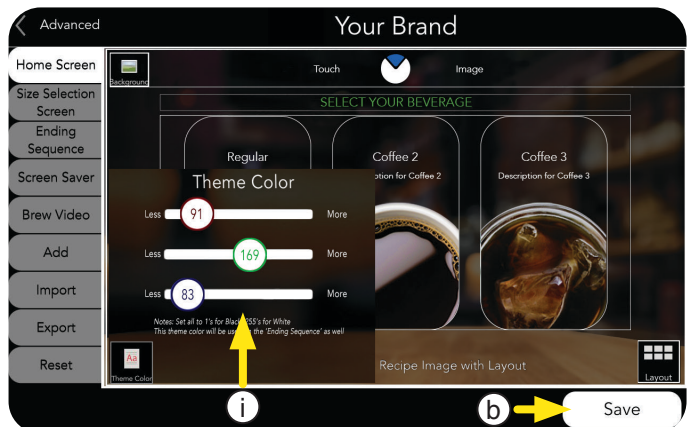 Advanced
Your Brand
Home Screen
Size Selection
Screen
Ending
Sequence
Screen Saver
Brew Video
Add
Import
Export
Reset
Background
Touch
Image
SELECT YOUR BEVERAGE
Regular
Coffee 2
for Coffee 2
Coffee 3
Description for Coffee 3
Theme Color
Less 91 More
Less 169 More
Less 83 More
Notes: Set all to 1's for Black 255's for White
This theme color will be the 'Ending Sequence' as well
Aa
Theme Color
Recipe Image with Layout
Layout
i
b
Save